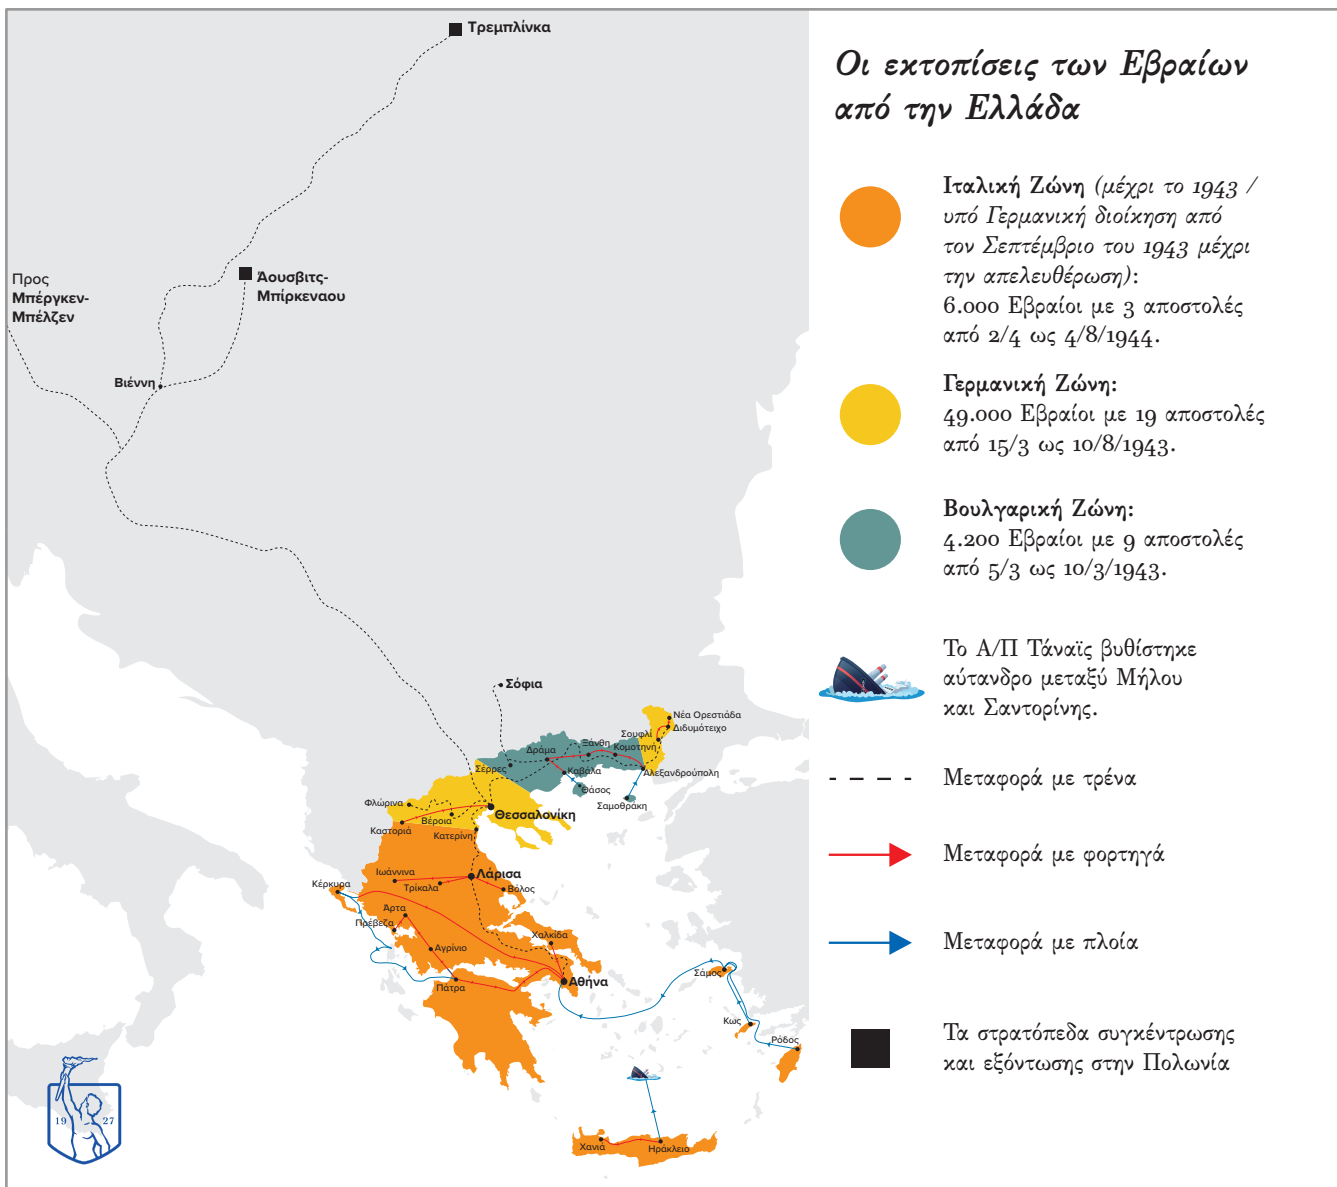 Τρεμπλίνκα
Οι εκτοπίσεις των Εβραίων
από την Ελλάδα
Ιταλική Ζώνη (μέχρι το 1943 /
υπό Γερμανική διοίκηση από
τον Σεπτέμβριο του 1943 μέχρι
την απελευθέρωση):
6.000 Εβραίοι με 3 αποστολές
από 2/4 ως 4/8/1944.
Γερμανική Ζώνη:
49.000 Εβραίοι με 19 αποστολές
από 15/3 ως 10/8/1943.
Βουλγαρική Ζώνη:
4.200 Εβραίοι με 9 αποστολές
από 5/3 ως 10/3/1943.
Το Α/Π Τάναϊς βυθίστηκε
αύτανδρο μεταξύ Μήλου
και Σαντορίνης.
Μεταφορά με τρένα
Μεταφορά με φορτηγά
Μεταφορά με πλοία
Τα στρατόπεδα συγκέντρωσης
και εξόντωσης στην Πολωνία
Προς
Μπέργκεν-
Μπέλζεν
Άουσβιτς-
Μπίρκεναου
Βιέννη
Σόφια
Νέα Ορεστιάδα
Διδυμότειχο
Σουφλί
Ξάνθη
Κομοτηνή
Δράμα
Σέρρες
Καβάλα
Αλεξανδρούπολη
Θάσος
Σαμοθράκη
Φλώρινα
Θεσσαλονίκη
Βέροια
Καστοριά
Κατερίνη
Ιωάννινα
Λάρισα
Τρίκαλα
Βόλος
Κέρκυρα
Άρτα
Πρέβεζα
Χαλκίδα
Αγρίνιο
Αθήνα
Πάτρα
Σάμος
Κως
Ρόδος
Χανιά
Ηράκλειο
19 27